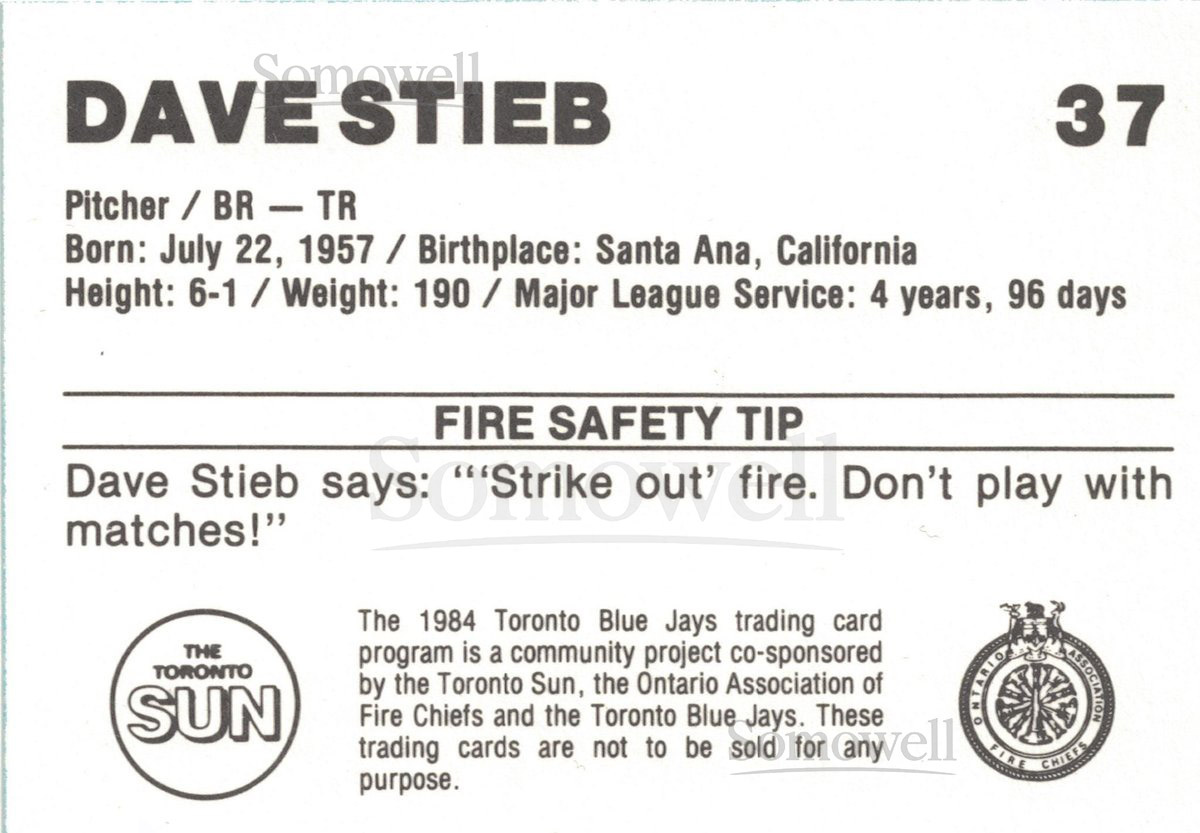 Somowell
DAVE STIEB 37
Pitcher / BR — TR
Born: July 22, 1957 / Birthplace: Santa Ana, California
Height: 6-1 / Weight: 190 / Major League Service: 4 years, 96 days
FIRE SAFETY TIP
Somowell
Dave Stieb says: "'Strike out' fire. Don't play with
matches!"
THE
TORONTO
SUN
The 1984 Toronto Blue Jays trading card
program is a community project co-sponsored
by the Toronto Sun, the Ontario Association of
Fire Chiefs and the Toronto Blue Jays. These
trading cards are not to be sold for any
purpose.
Somowell
ONTARIO ASSOCIATION
FIRE CHIEFS